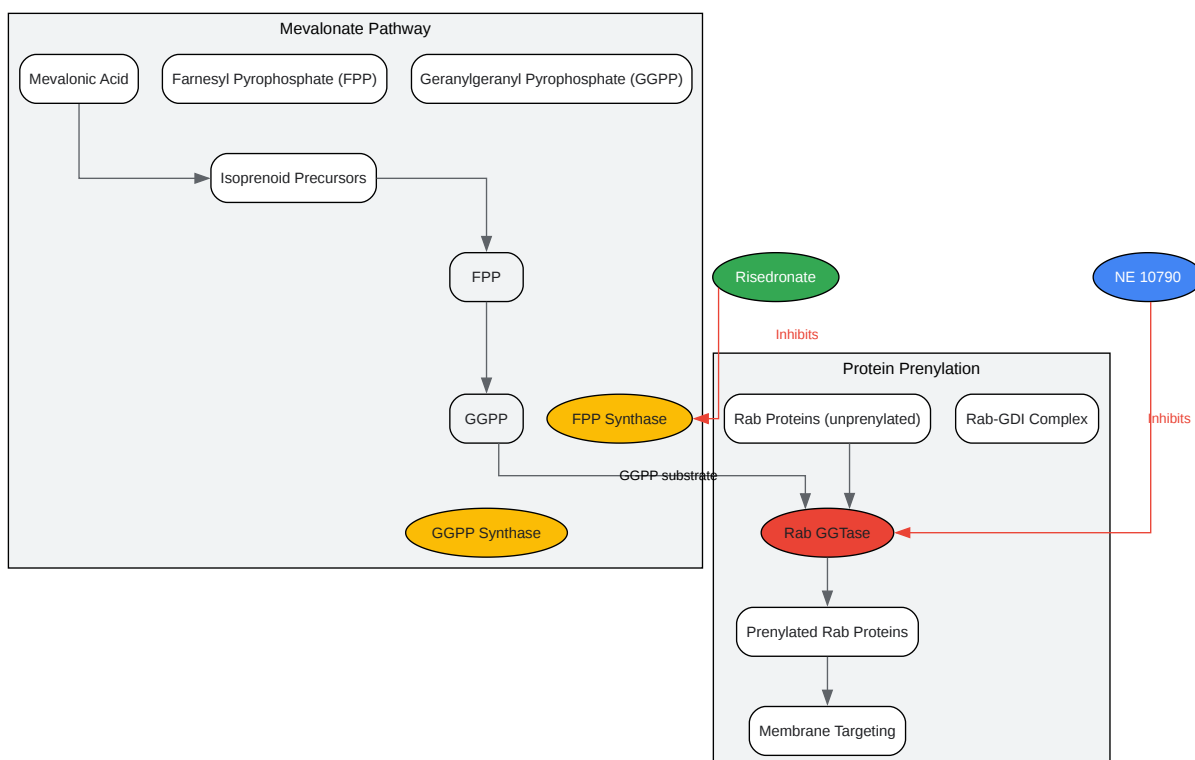 Mevalonate Pathway
Mevalonic Acid
Farnesyl Pyrophosphate (FPP)
Geranylgeranyl Pyrophosphate (GGPP)
Isoprenoid Precursors
FPP
Risedronate
NE 10790
Inhibits
Protein Prenylation
GGPP
FPP Synthase
Rab Proteins (unprenylated)
Rab-GDI Complex
Inhibits
GGPP substrate
GGPP Synthase
Rab GGTase
Prenylated Rab Proteins
Membrane Targeting